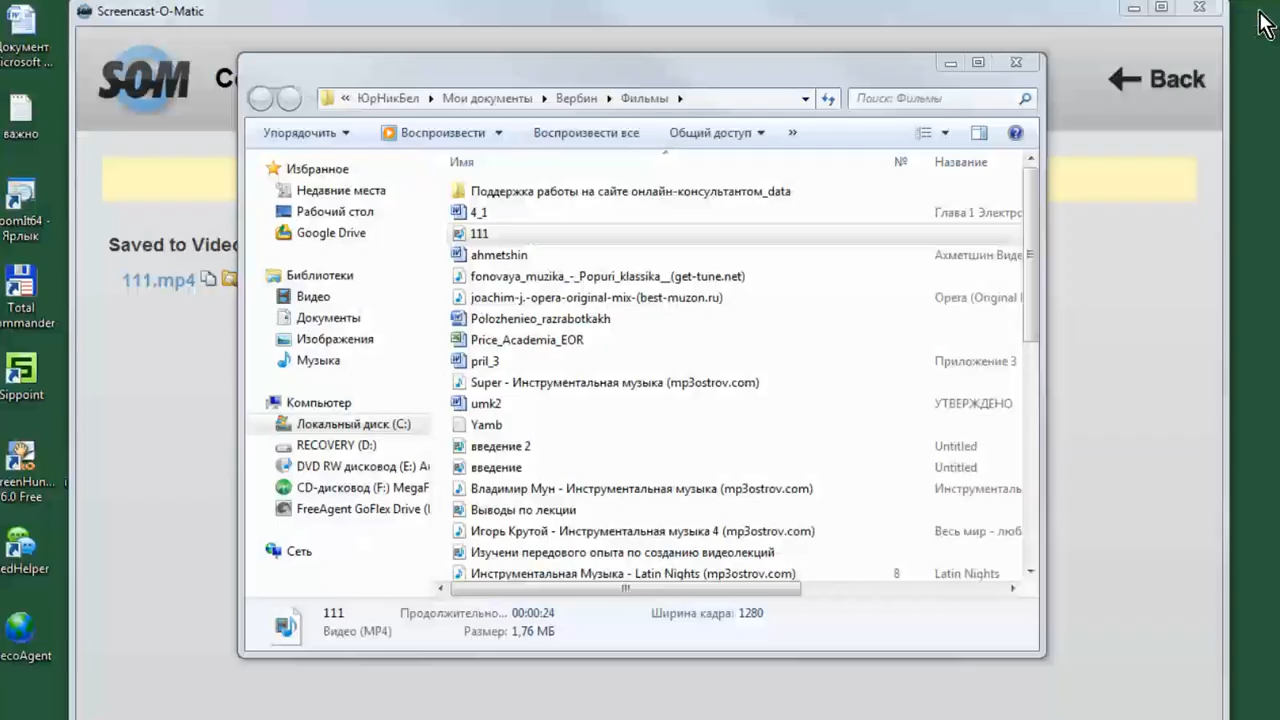 Screencast-O-Matic
SOM
Back
Документ
icrosoft ...
важно
oomIt64 -
Ярлык
Total
ommander
Sippoint
reenHun...
6.0 Free
edHelper
ecoAgent
Saved to Video
111.mp4
ЮрНикБел
Мои документы
Вербин
Фильмы
Поиск: Фильмы
Упорядочить
Воспроизвести
Воспроизвести все
Общий доступ
»
Избранное
Недавние места
Рабочий стол
Google Drive
Библиотеки
Видео
Документы
Изображения
Музыка
Компьютер
Локальный диск (C:)
RECOVERY (D:)
DVD RW дисковод (E:) Au
CD-дисковод (F:) MegaF
FreeAgent GoFlex Drive (
Сеть
Имя № Название
Поддержка работы на сайте онлайн-консультантом_data
4_1 Глава 1 Электро
111
ahmetshin Ахметшин Видео
fonovaya_muzika_-_Popuri_klassika__(get-tune.net)
joachim-j.-opera-original-mix-(best-muzon.ru) Opera (Original
Polozhenieo_razrabotkakh
Price_Academia_EOR
pril_3 Приложение 3
Super - Инструментальная музыка (mp3ostrov.com)
umk2 УТВЕРЖДЕНО
Yamb
введение 2 Untitled
введение Untitled
Владимир Мун - Инструментальная музыка (mp3ostrov.com) Инструменталь
Выводы по лекции
Игорь Крутой - Инструментальная музыка 4 (mp3ostrov.com) Весь мир - люб
Изучени передового опыта по созданию видеолекций
Инструментальная Музыка - Latin Nights (mp3ostrov.com) 8 Latin Nights
111 Продолжительно... 00:00:24 Ширина кадра: 1280
Видео (MP4) Размер: 1,76 МБ